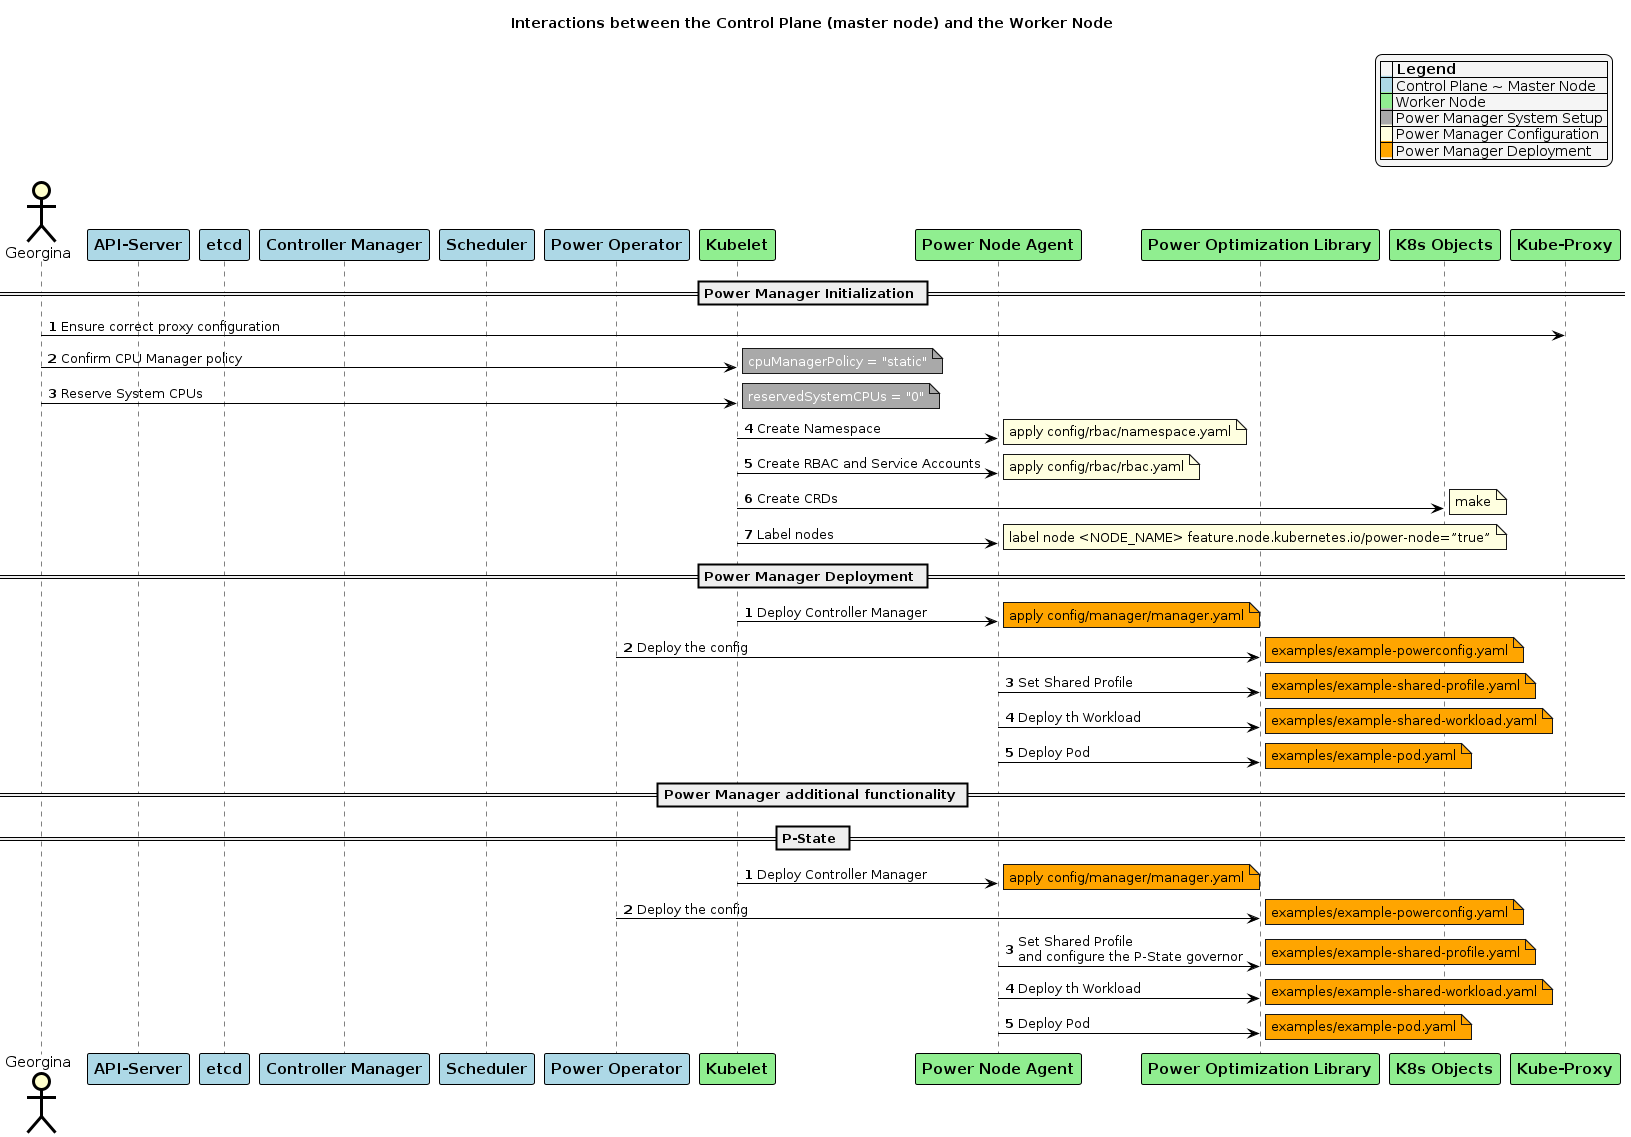 Interactions between the Control Plane (master node) and the Worker Node
Legend
Control Plane ~ Master Node
Worker Node
Power Manager System Setup
Power Manager Configuration
Power Manager Deployment
Georgina
API-Server
etcd
Controller Manager
Scheduler
Power Operator
Kubelet
Power Node Agent
Power Optimization Library
K8s Objects
Kube-Proxy
Power Manager Initialization
1 Ensure correct proxy configuration
2 Confirm CPU Manager policy
cpuManagerPolicy = "static"
3 Reserve System CPUs
reservedSystemCPUs = "0"
4 Create Namespace
apply config/rbac/namespace.yaml
5 Create RBAC and Service Accounts
apply config/rbac/rbac.yaml
6 Create CRDs
make
7 Label nodes
label node <NODE_NAME> feature.node.kubernetes.io/power-node=“true”
Power Manager Deployment
1 Deploy Controller Manager
apply config/manager/manager.yaml
2 Deploy the config
examples/example-powerconfig.yaml
3 Set Shared Profile
examples/example-shared-profile.yaml
4 Deploy th Workload
examples/example-shared-workload.yaml
5 Deploy Pod
examples/example-pod.yaml
Power Manager additional functionality
P-State
1 Deploy Controller Manager
apply config/manager/manager.yaml
2 Deploy the config
examples/example-powerconfig.yaml
3 Set Shared Profile
and configure the P-State governor
examples/example-shared-profile.yaml
4 Deploy th Workload
examples/example-shared-workload.yaml
5 Deploy Pod
examples/example-pod.yaml
Georgina
API-Server
etcd
Controller Manager
Scheduler
Power Operator
Kubelet
Power Node Agent
Power Optimization Library
K8s Objects
Kube-Proxy